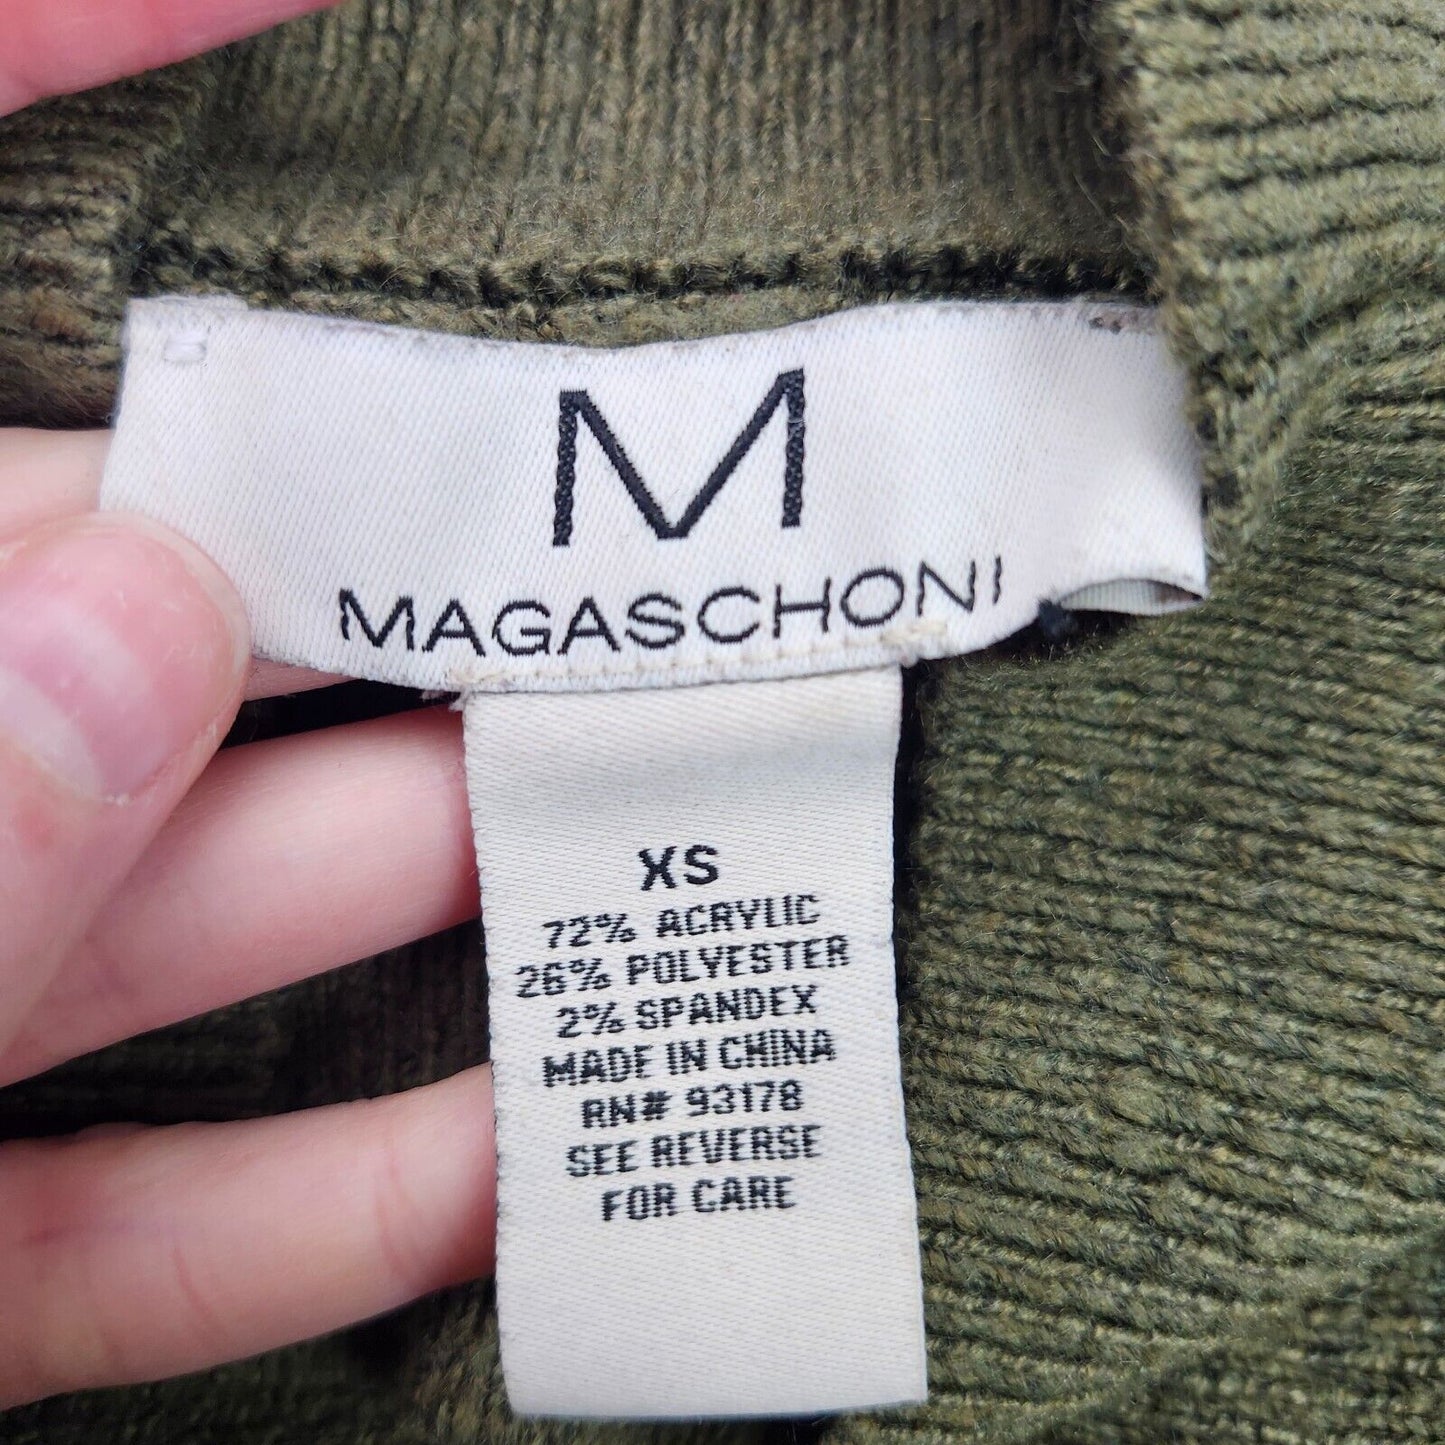 M
MAGASCHONI
XS
72% ACRYLIC
26% POLYESTER
2% SPANDEX
MADE IN CHINA
RN# 93178
SEE REVERSE
FOR CARE